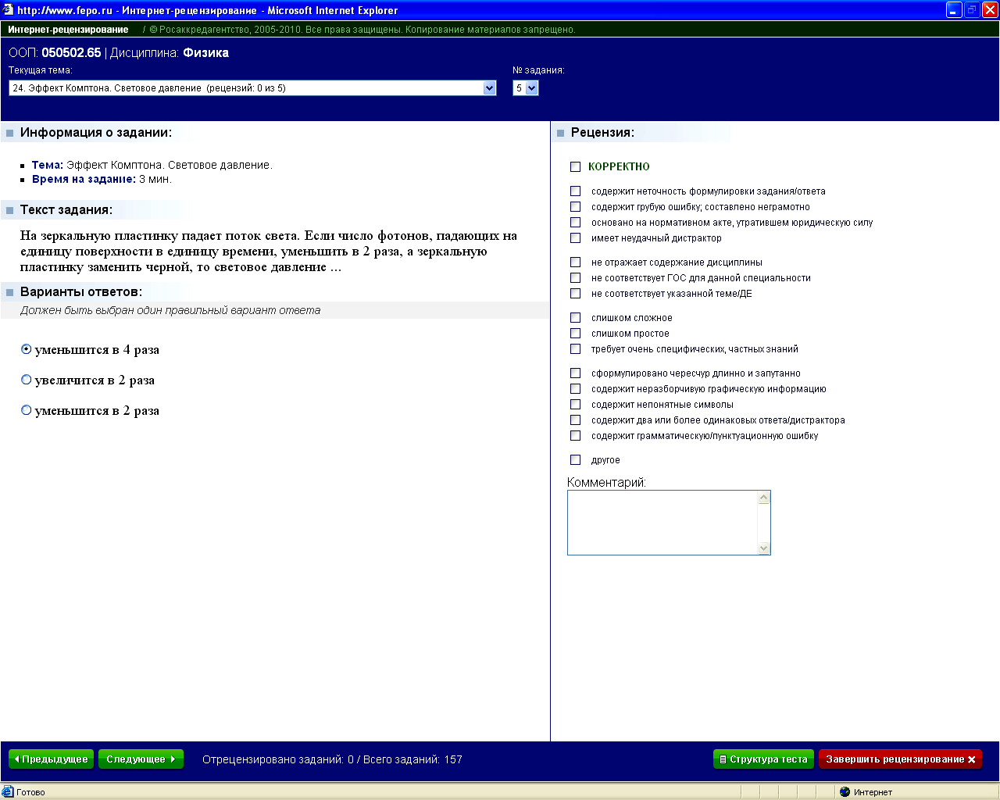 http://www.fepo.ru - Интернет-рецензирование - Microsoft Internet Explorer
Интернет-рецензирование / © Росаккредагентство, 2005-2010. Все права защищены. Копирование материалов запрещено.
ООП: 050502.65 | Дисциплина: Физика
Текущая тема: № задания:
24. Эффект Комптона. Световое давление (рецензий: 0 из 5) 5
Информация о задании:
Тема: Эффект Комптона. Световое давление.
Время на задание: 3 мин.
Текст задания:
На зеркальную пластинку падает поток света. Если число фотонов, падающих на
единицу поверхности в единицу времени, уменьшить в 2 раза, а зеркальную
пластинку заменить черной, то световое давление ...
Варианты ответов:
Должен быть выбран один правильный вариант ответа
уменьшится в 4 раза
увеличится в 2 раза
уменьшится в 2 раза
Рецензия:
КОРРЕКТНО
содержит неточность формулировки задания/ответа
содержит грубую ошибку; составлено неграмотно
основано на нормативном акте, утратившем юридическую силу
имеет неудачный дистрактор
не отражает содержание дисциплины
не соответствует ГОС для данной специальности
не соответствует указанной теме/ДЕ
слишком сложное
слишком простое
требует очень специфических, частных знаний
сформулировано чересчур длинно и запутанно
содержит неразборчивую графическую информацию
содержит непонятные символы
содержит два или более одинаковых ответа/дистрактора
содержит грамматическую/пунктуационную ошибку
другое
Комментарий:
Предыдущее Следующее Отрецензировано заданий: 0 / Всего заданий: 157 Структура теста Завершить рецензирование
Готово Интернет